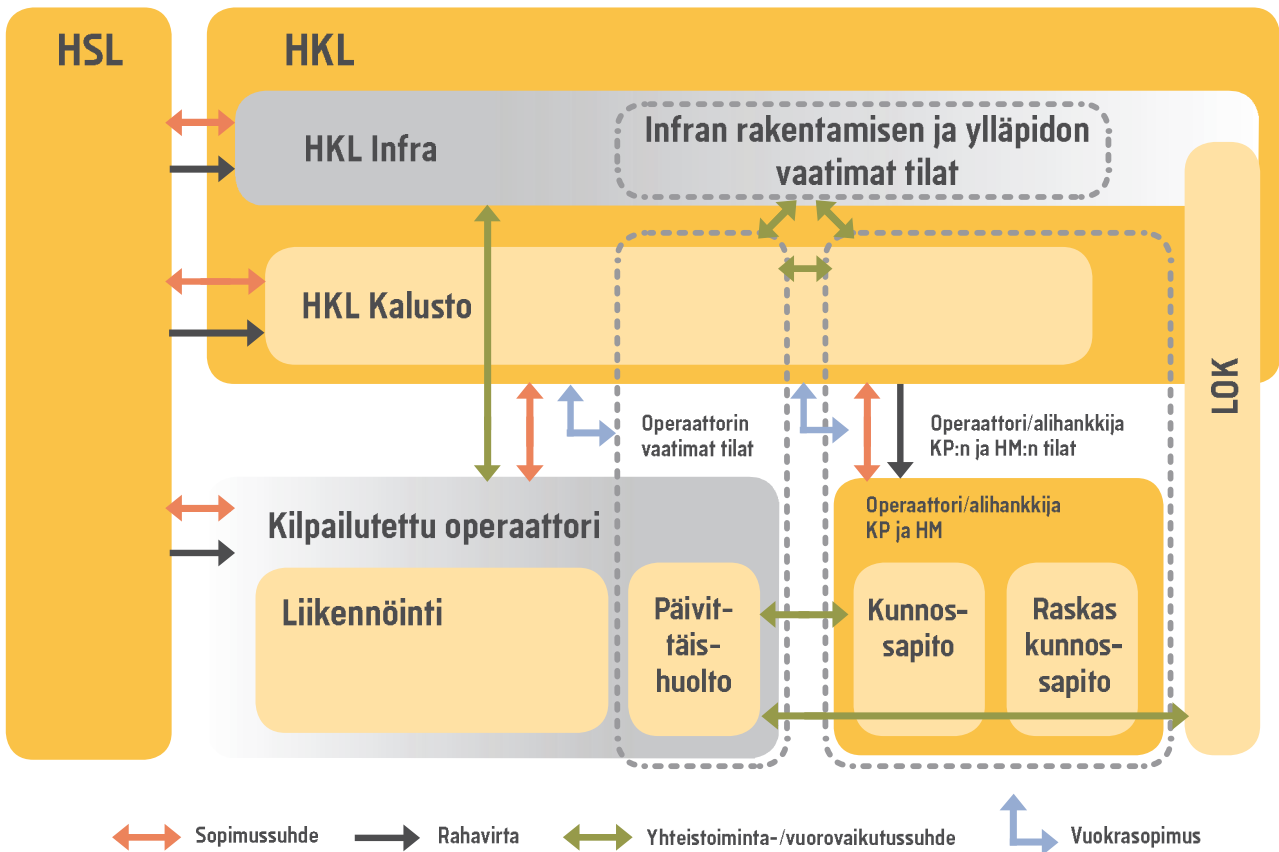 HSL
HKL
HKL Infra
Infran rakentamisen ja ylläpidon
vaatimat tilat
HKL Kalusto
LOK
Operaattorin
vaatimat tilat
Operaattori/alihankkija
KP:n ja HM:n tilat
Kilpailutettu operaattori
Operaattori/alihankkija
KP ja HM
Liikennöinti
Päivit-
täis-
huolto
Kunnos-
sapito
Raskas
kunnos-
sapito
Sopimussuhde
Rahavirta
Yhteistoiminta-/vuorovaikutussuhde
Vuokrasopimus